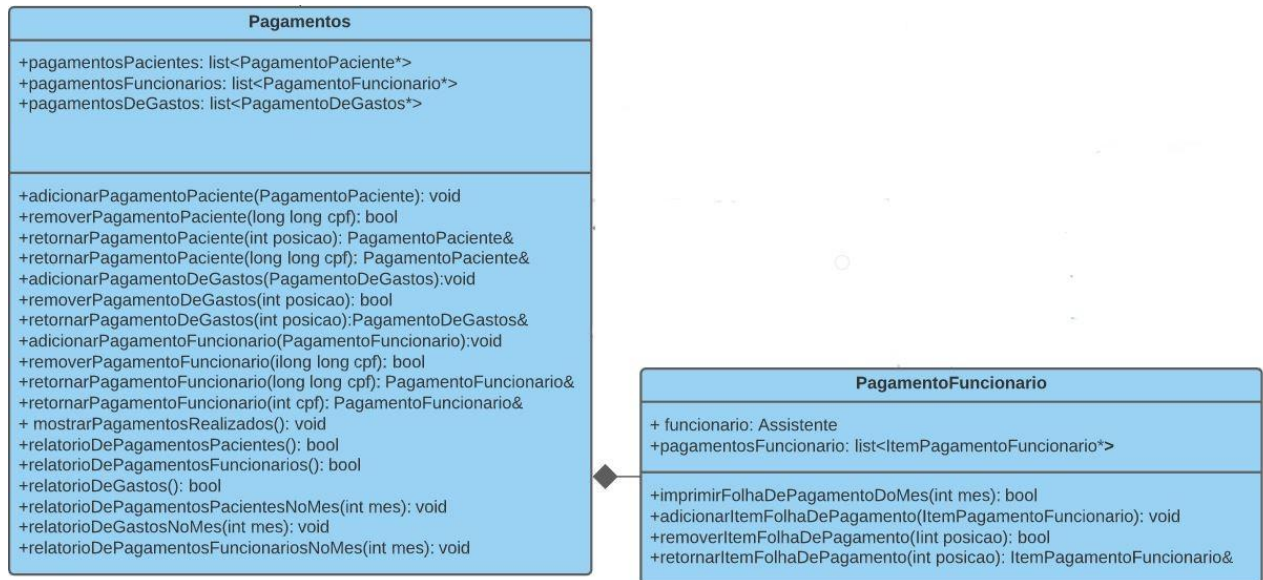 Pagamentos
+pagamentosPacientes: list<PagamentoPaciente*>
+pagamentosFuncionarios: list<PagamentoFuncionario*>
+pagamentosDeGastos: list<PagamentoDeGastos*>
+adicionarPagamentoPaciente(PagamentoPaciente): void
+removerPagamentoPaciente(long long cpf): bool
+retornarPagamentoPaciente(int posicao): PagamentoPaciente&
+retornarPagamentoPaciente(long long cpf): PagamentoPaciente&
+adicionarPagamentoDeGastos(PagamentoDeGastos):void
+removerPagamentoDeGastos(int posicao): bool
+retornarPagamentoDeGastos(int posicao):PagamentoDeGastos&
+adicionarPagamentoFuncionario(PagamentoFuncionario):void
+removerPagamentoFuncionario(ilong long cpf): bool
+retornarPagamentoFuncionario(long long cpf): PagamentoFuncionario&
+retornarPagamentoFuncionario(int cpf): PagamentoFuncionario&
+ mostrarPagamentosRealizados(): void
+relatorioDePagamentosPacientes(): bool
+relatorioDePagamentosFuncionarios(): bool
+relatorioDeGastos(): bool
+relatorioDePagamentosPacientesNoMes(int mes): void
+relatorioDeGastosNoMes(int mes): void
+relatorioDePagamentosFuncionariosNoMes(int mes): void
PagamentoFuncionario
+ funcionario: Assistente
+pagamentosFuncionario: list<ItemPagamentoFuncionario*>
+imprimirFolhaDePagamentoDoMes(int mes): bool
+adicionarItemFolhaDePagamento(ItemPagamentoFuncionario): void
+removerItemFolhaDePagamento(Iint posicao): bool
+retornarItemFolhaDePagamento(int posicao): ItemPagamentoFuncionario&